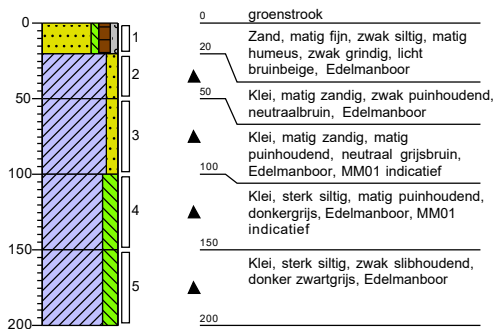 0
50
100
150
200
1
2
3
4
5
0
groenstrook
Zand, matig fijn, zwak siltig, matig
humeus, zwak grindig, licht
bruinbeige, Edelmanboor
20
Klei, matig zandig, zwak puinhoudend,
neutraalbruin, Edelmanboor
50
Klei, matig zandig, matig
puinhoudend, neutraal grijsbruin,
Edelmanboor, MM01 indicatief
100
Klei, sterk siltig, matig puinhoudend,
donkergrijs, Edelmanboor, MM01
indicatief
150
Klei, sterk siltig, zwak slibhoudend,
donker zwartgrijs, Edelmanboor
200